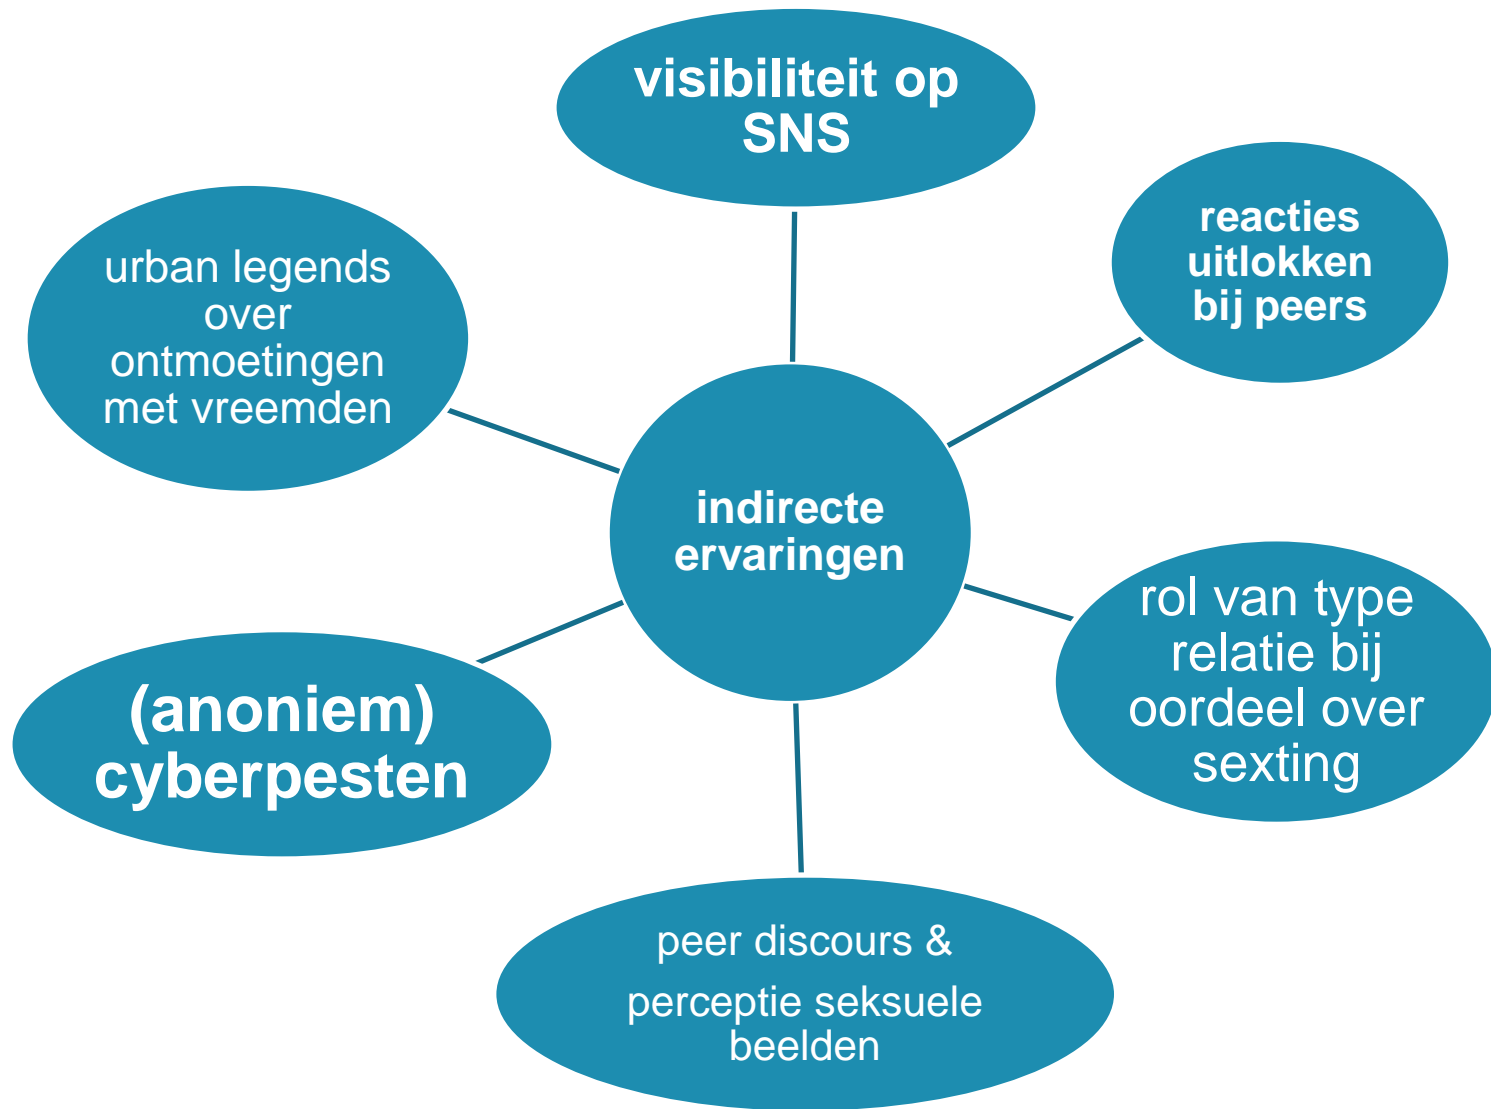 visibiliteit op
SNS
reacties
uitlokken
bij peers
urban legends
over
ontmoetingen
met vreemden
indirecte
ervaringen
rol van type
relatie bij
oordeel over
sexting
(anoniem)
cyberpesten
peer discours &
perceptie seksuele
beelden